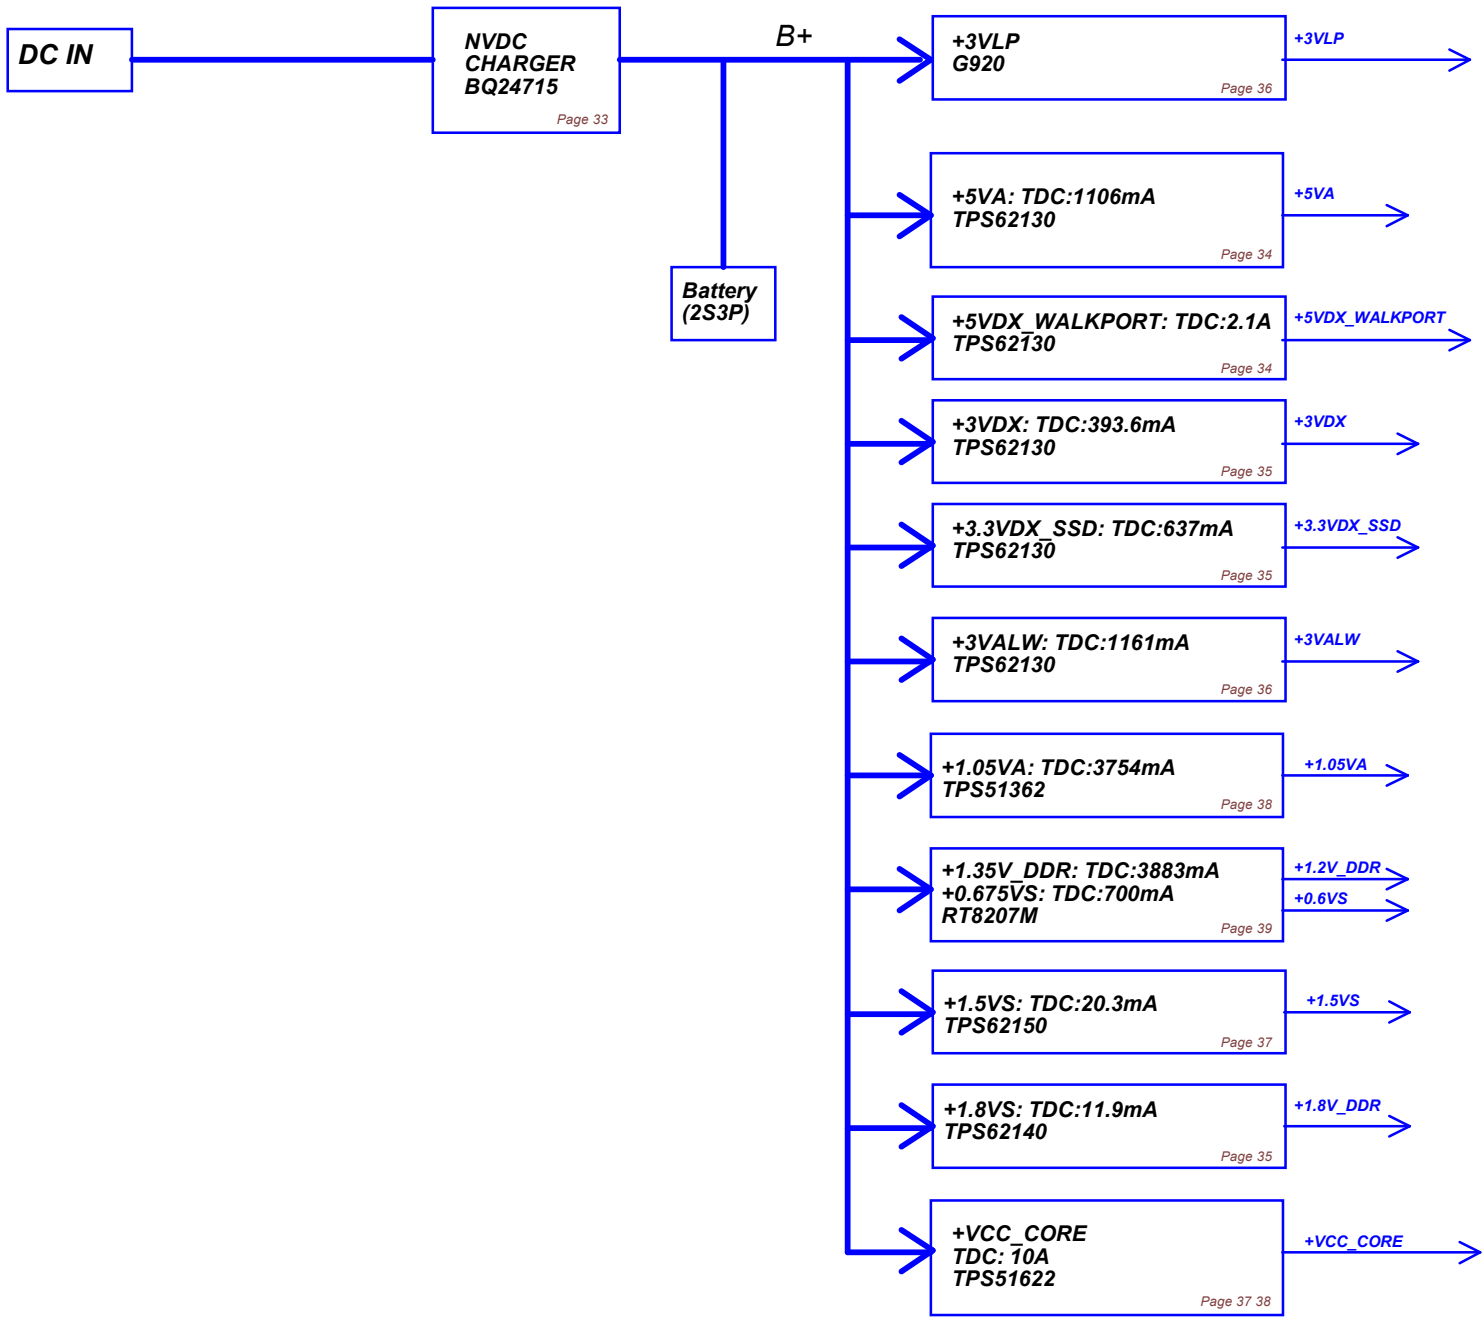 DC IN
NVDC
CHARGER
BQ24715
Page 33
B+
Battery
(2S3P)
+3VLP
G920
Page 36
+3VLP
+5VA: TDC:1106mA
TPS62130
Page 34
+5VA
+5VDX_WALKPORT: TDC:2.1A
TPS62130
Page 34
+5VDX_WALKPORT
+3VDX: TDC:393.6mA
TPS62130
Page 35
+3VDX
+3.3VDX_SSD: TDC:637mA
TPS62130
Page 35
+3.3VDX_SSD
+3VALW: TDC:1161mA
TPS62130
Page 36
+3VALW
+1.05VA: TDC:3754mA
TPS51362
Page 38
+1.05VA
+1.35V_DDR: TDC:3883mA
+0.675VS: TDC:700mA
RT8207M
Page 39
+1.2V_DDR
+0.6VS
+1.5VS: TDC:20.3mA
TPS62150
Page 37
+1.5VS
+1.8VS: TDC:11.9mA
TPS62140
Page 35
+1.8V_DDR
+VCC_CORE
TDC: 10A
TPS51622
Page 37 38
+VCC_CORE